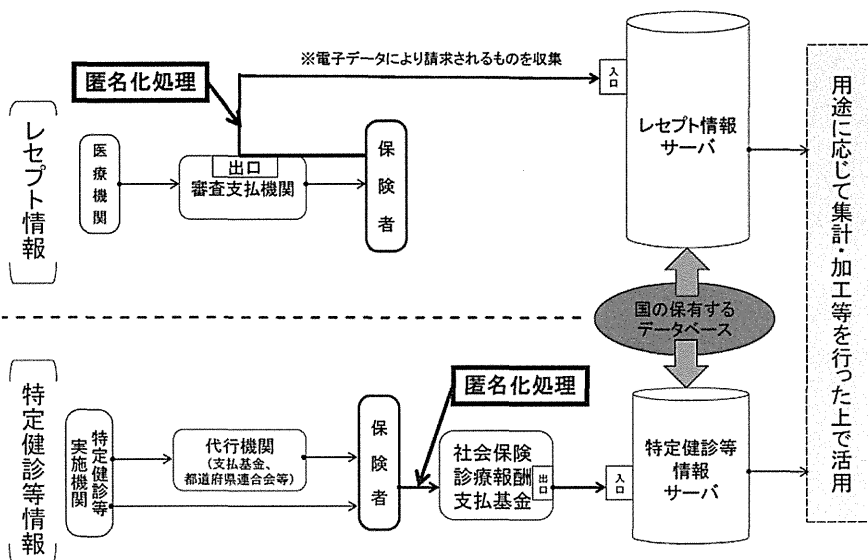 ※電子データにより請求されるものを収集
匿名化処理
入口
レセプト情報
サーバ
レセプト情報
医療機関
出口
審査支払機関
保険者
用途に応じて集計・加工等を行った上で活用
国の保有する
データベース
匿名化処理
特定健診等情報
特定健診等
実施機関
代行機関
(支払基金、
都道府県連合会等)
保険者
社会保険
診療報酬
支払基金
出口
入口
特定健診等
情報
サーバ